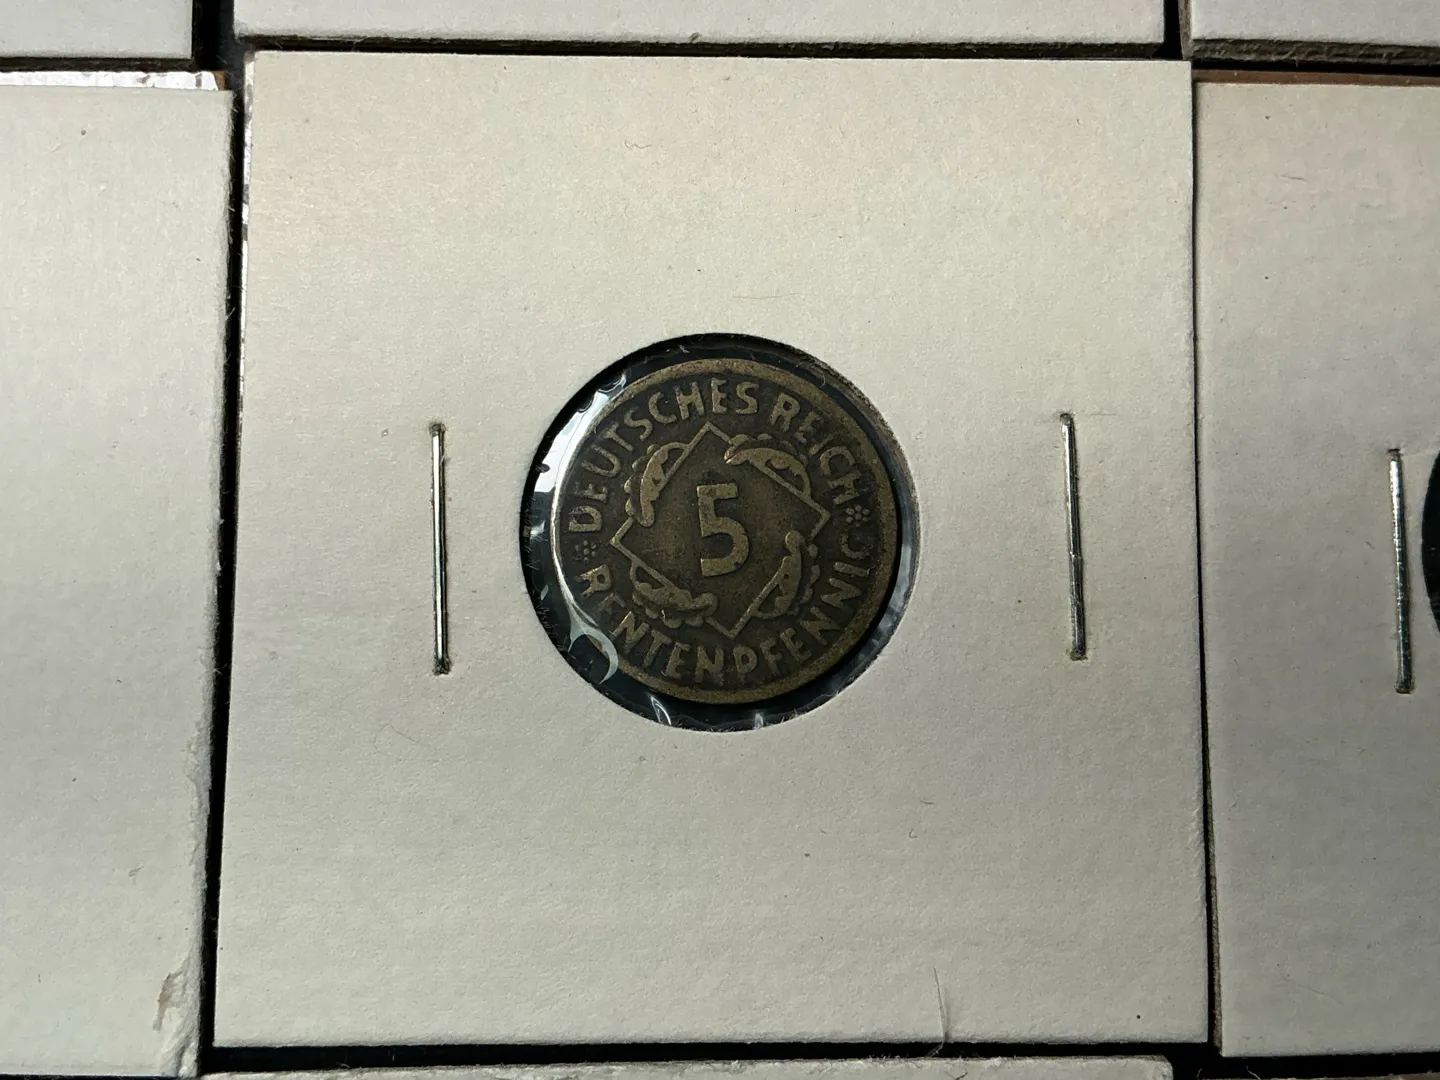 DEUTSCHES REICH
5
RENTENPFENNIG